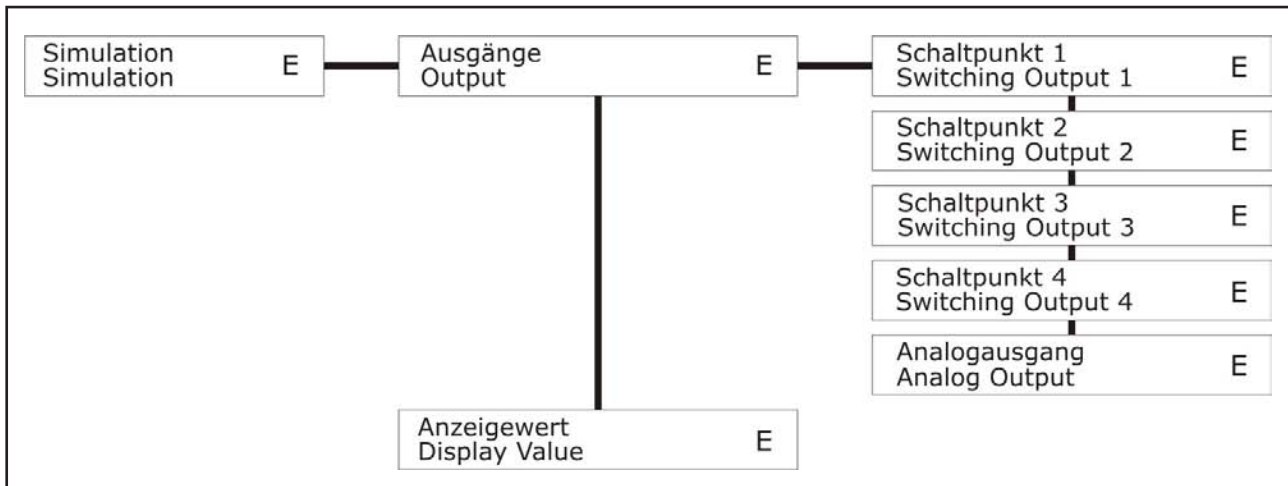 Simulation
Simulation
E
Ausgänge
Output
E
Schaltpunkt 1
Switching Output 1
E
Schaltpunkt 2
Switching Output 2
E
Schaltpunkt 3
Switching Output 3
E
Schaltpunkt 4
Switching Output 4
E
Analogausgang
Analog Output
E
Anzeigewert
Display Value
E